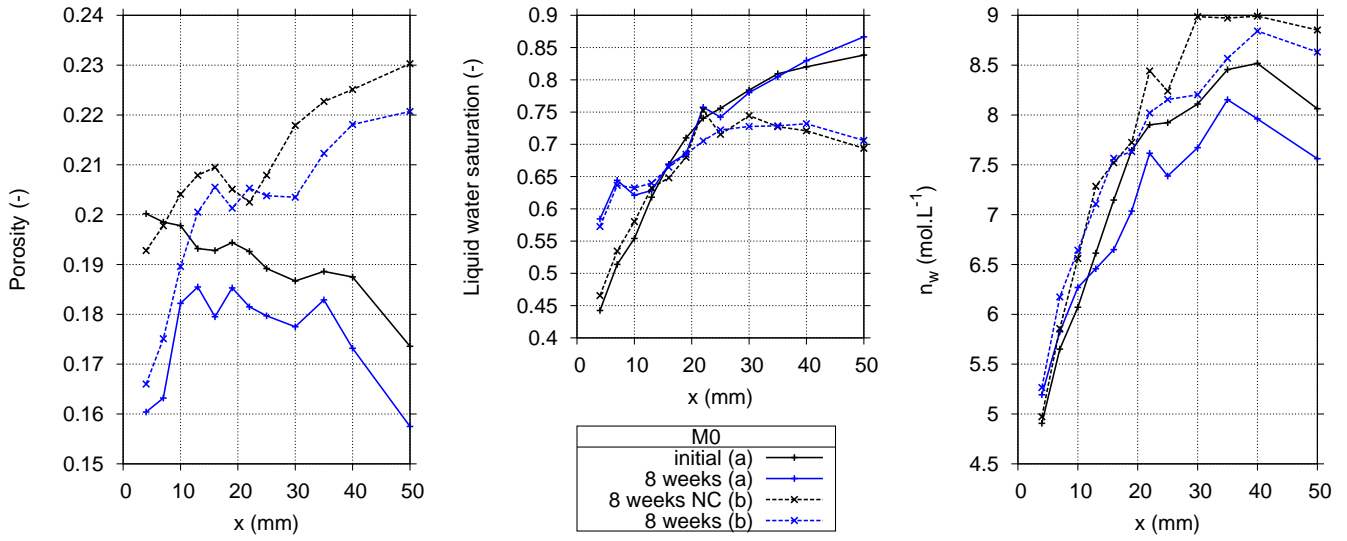 0.24
0.23
0.22
0.21
0.2
0.19
0.18
0.17
0.16
0.15
0 10 20 30 40 50
x (mm)
Porosity (-)
0.9
0.85
0.8
0.75
0.7
0.65
0.6
0.55
0.5
0.45
0.4
0 10 20 30 40 50
x (mm)
Liquid water saturation (-)
M0
initial (a)
8 weeks (a)
8 weeks NC (b)
8 weeks (b)
9
8.5
8
7.5
7
6.5
6
5.5
5
4.5
0 10 20 30 40 50
x (mm)
n_w (mol.L⁻¹)